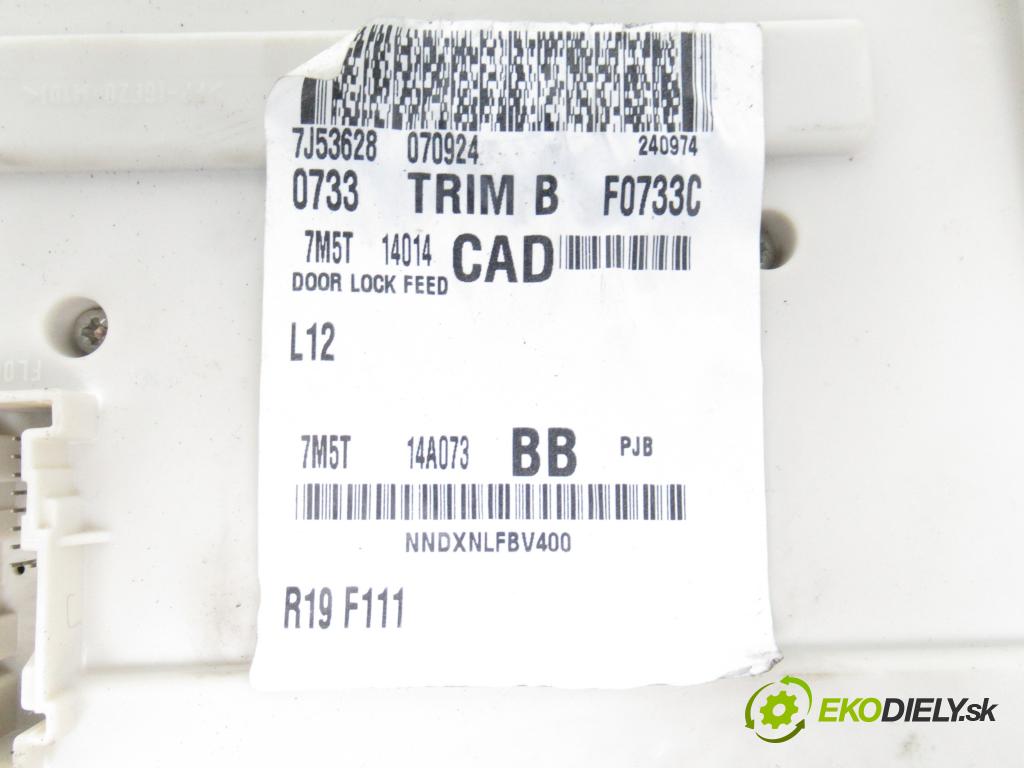 7J53628 070924 240974
0733 TRIM B F0733C
7M5T 14014 CAD
DOOR LOCK FEED
L12
7M5T 14A073 BB PJB
NNDXNLFBV400
R19 F111
EKODIELY.sk